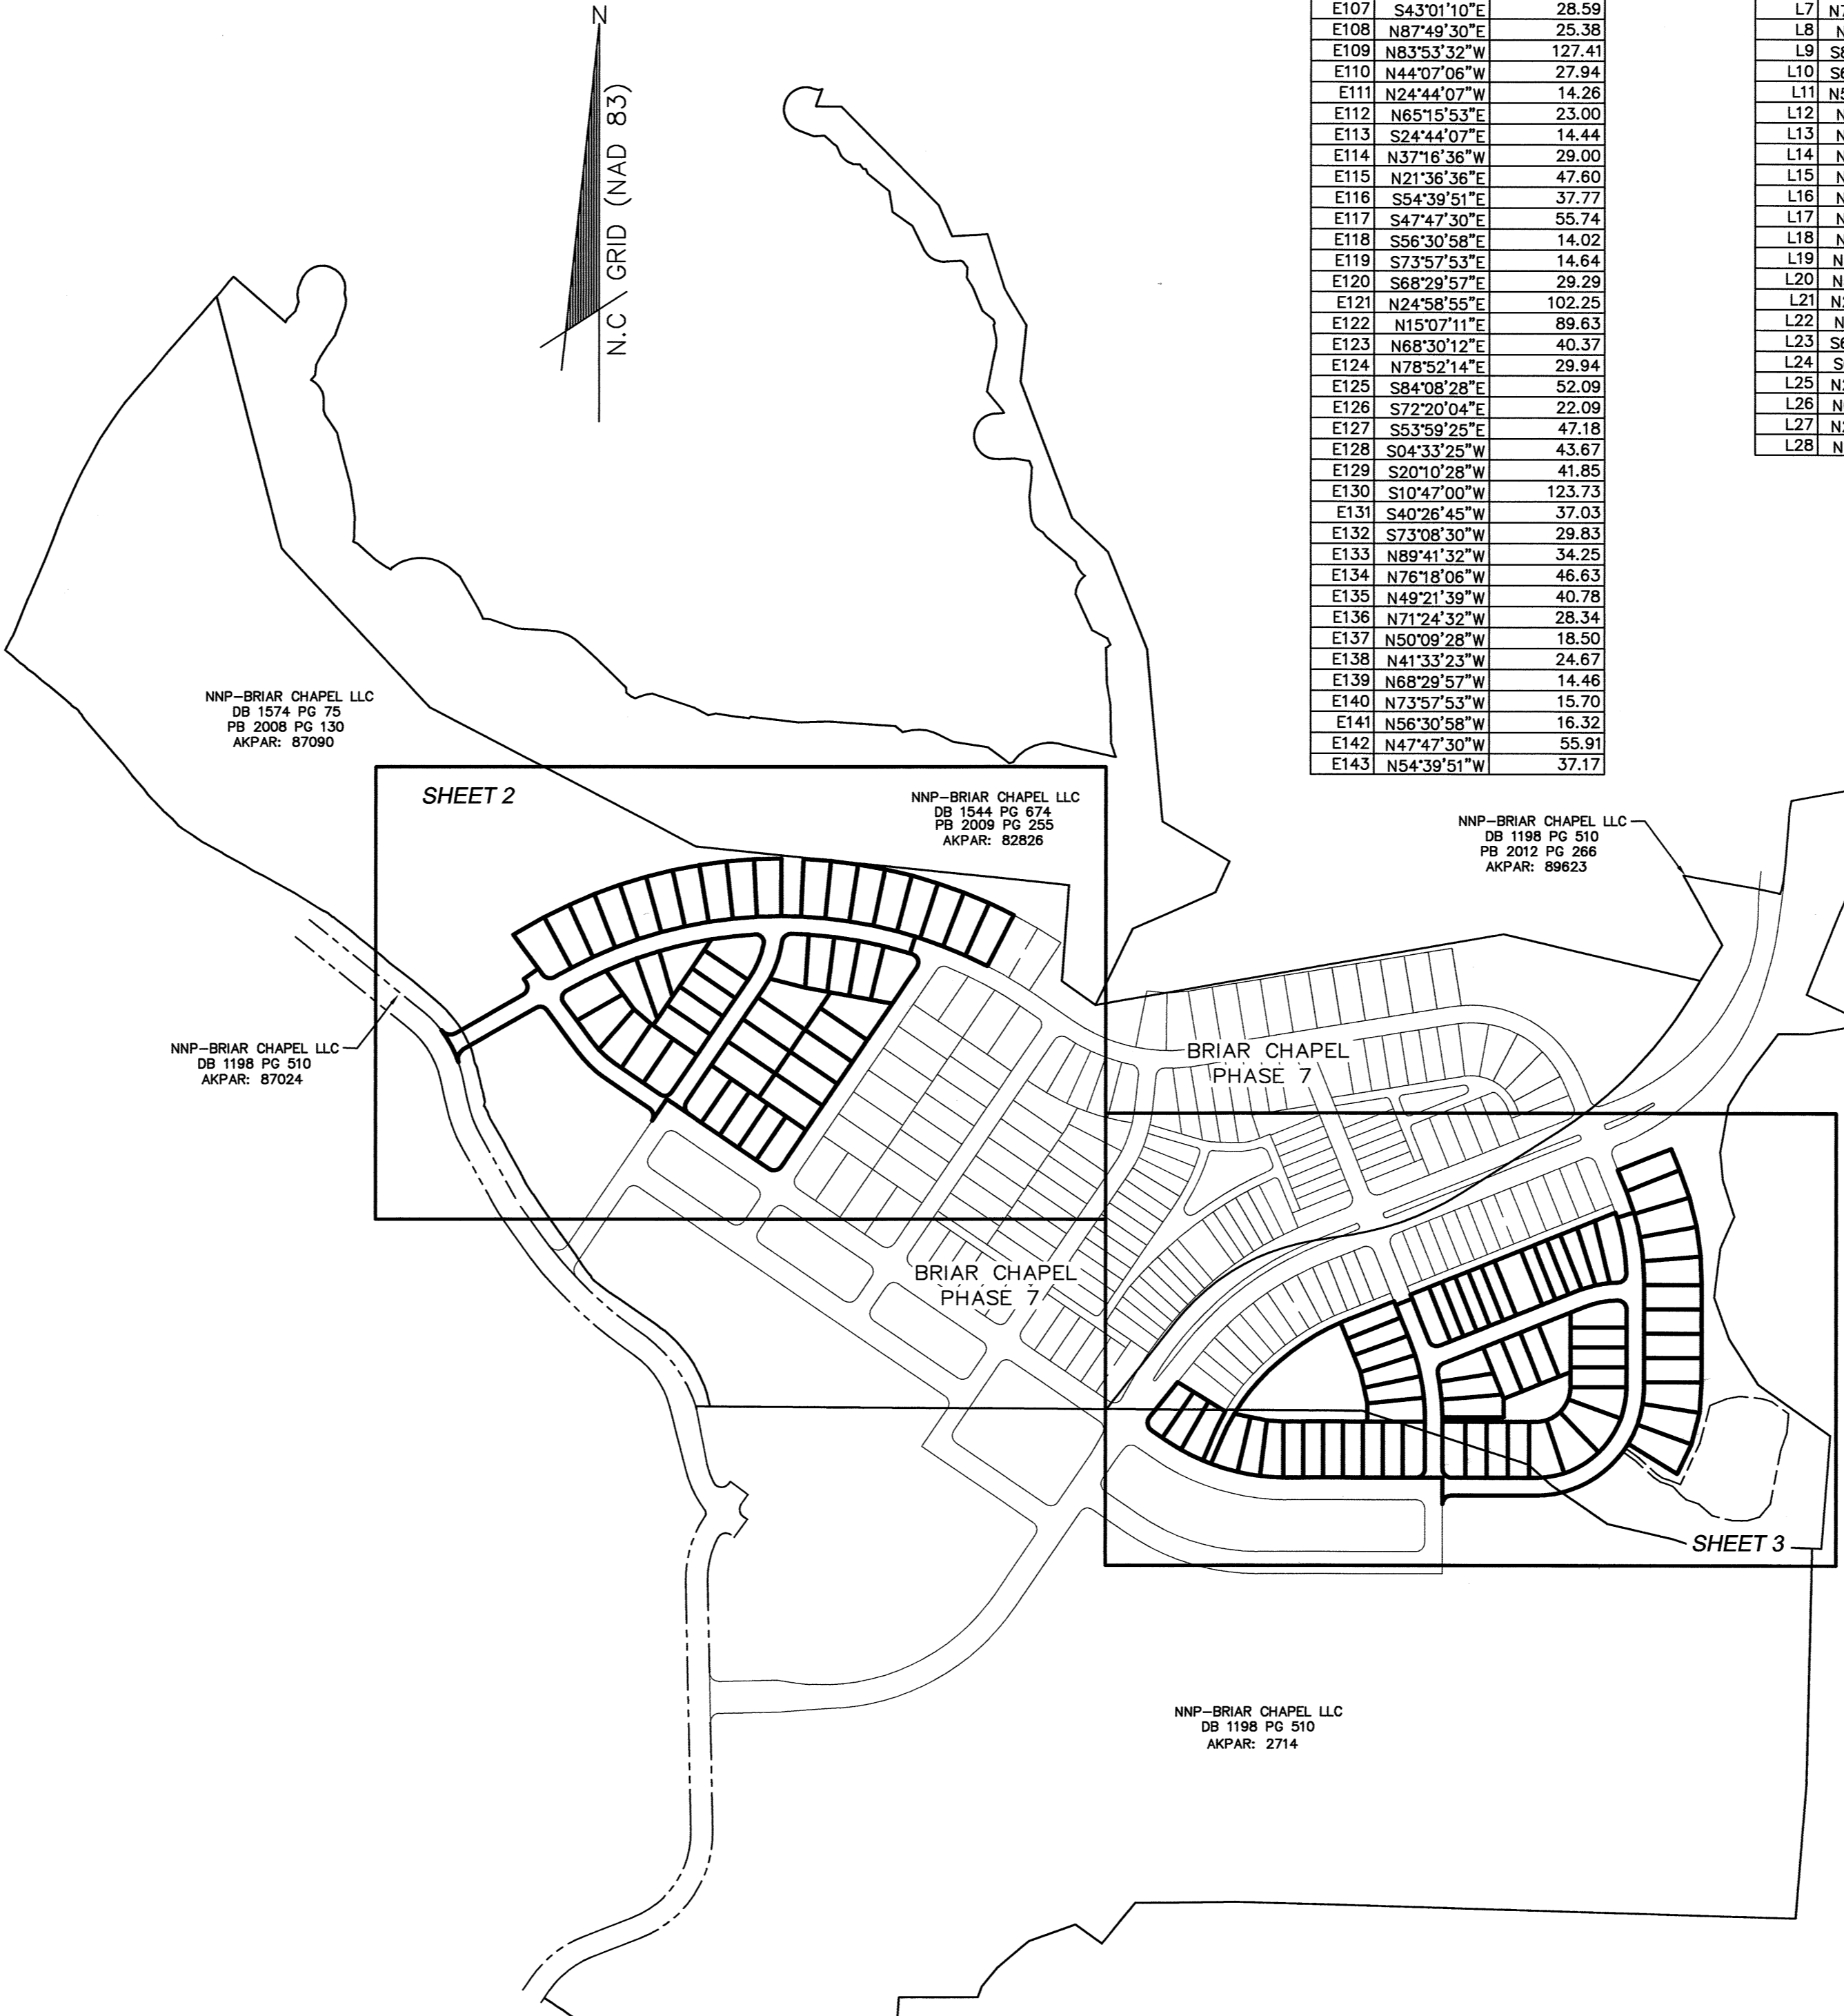 N
N.C GRID (NAD 83)
E107 S43°01'10"E 28.59
E108 N87°49'30"E 25.38
E109 N83°53'32"W 127.41
E110 N44°07'06"W 27.94
E111 N24°44'07"W 14.26
E112 N65°15'53"E 23.00
E113 S24°44'07"E 14.44
E114 N37°16'36"W 29.00
E115 N21°36'36"E 47.60
E116 S54°39'51"E 37.77
E117 S47°47'30"E 55.74
E118 S56°30'58"E 14.02
E119 S73°57'53"E 14.64
E120 S68°29'57"E 29.29
E121 N24°58'55"E 102.25
E122 N15°07'11"E 89.63
E123 N68°30'12"E 40.37
E124 N78°52'14"E 29.94
E125 S84°08'28"E 52.09
E126 S72°20'04"E 22.09
E127 S53°59'25"E 47.18
E128 S04°33'25"W 43.67
E129 S20°10'28"W 41.85
E130 S10°47'00"W 123.73
E131 S40°26'45"W 37.03
E132 S73°08'30"W 29.83
E133 N89°41'32"W 34.25
E134 N76°18'06"W 46.63
E135 N49°21'39"W 40.78
E136 N71°24'32"W 28.34
E137 N50°09'28"W 18.50
E138 N41°33'23"W 24.67
E139 N68°29'57"W 14.46
E140 N73°57'53"W 15.70
E141 N56°30'58"W 16.32
E142 N47°47'30"W 55.91
E143 N54°39'51"W 37.17
L7
L8 N
L9
L10
L11
L12 N
L13 N
L14 N
L15 N
L16 N
L17 N
L18 N
L19 N
L20 N
L21
L22 N
L23
L24
L25
L26 N
L27
L28 N
NNP-BRIAR CHAPEL LLC
DB 1574 PG 75
PB 2008 PG 130
AKPAR: 87090
SHEET 2
NNP-BRIAR CHAPEL LLC
DB 1544 PG 674
PB 2009 PG 255
AKPAR: 82826
NNP-BRIAR CHAPEL LLC
DB 1198 PG 510
PB 2012 PG 266
AKPAR: 89623
NNP-BRIAR CHAPEL LLC
DB 1198 PG 510
AKPAR: 87024
BRIAR CHAPEL
PHASE 7
BRIAR CHAPEL
PHASE 7
SHEET 3
NNP-BRIAR CHAPEL LLC
DB 1198 PG 510
AKPAR: 2714